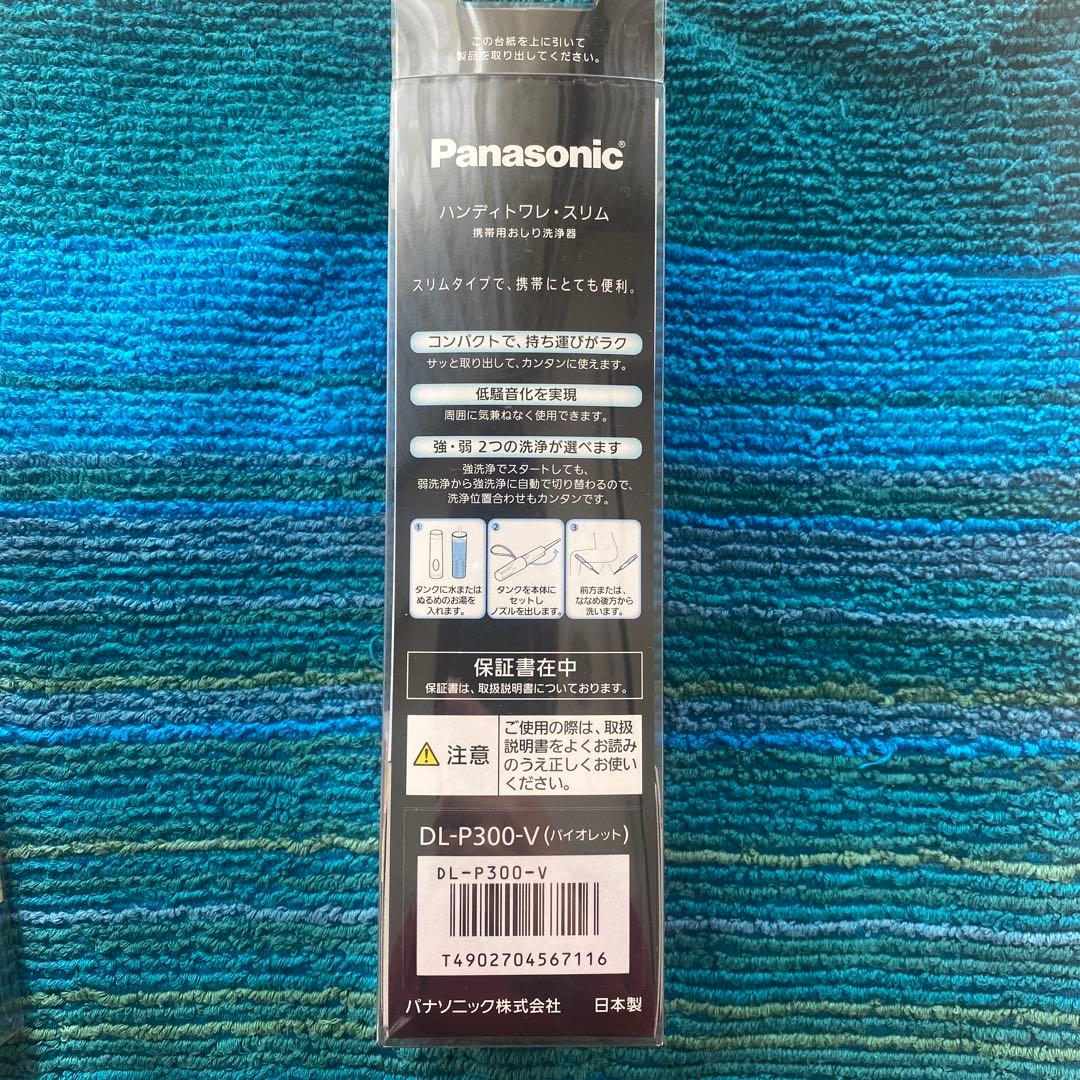 この台紙を上に引いて
製品を取り出してください。
Panasonic®
ハンディトワレ・スリム
携帯用おしり洗浄器
スリムタイプで、携帯にとても便利。
コンパクトで、持ち運びがラク
サッと取り出して、カンタンに使えます。
低騒音化を実現
周囲に気兼ねなく使用できます。
強・弱 2つの洗浄が選べます
強洗浄でスタートしても、
弱洗浄から強洗浄に自動で切り替わるので、
洗浄位置合わせもカンタンです。
1
タンクに水または
ぬるめのお湯を
入れます。
2
タンクを本体に
セットし
ノズルを出します。
3
前方または、
ななめ後方から
洗います。
保証書在中
保証書は、取扱説明書についております。
注意
ご使用の際は、取扱
説明書をよくお読み
のうえ正しくお使い
ください。
DL-P300-V(バイオレット)
DL-P300-V
T4902704567116
パナソニック株式会社 日本製